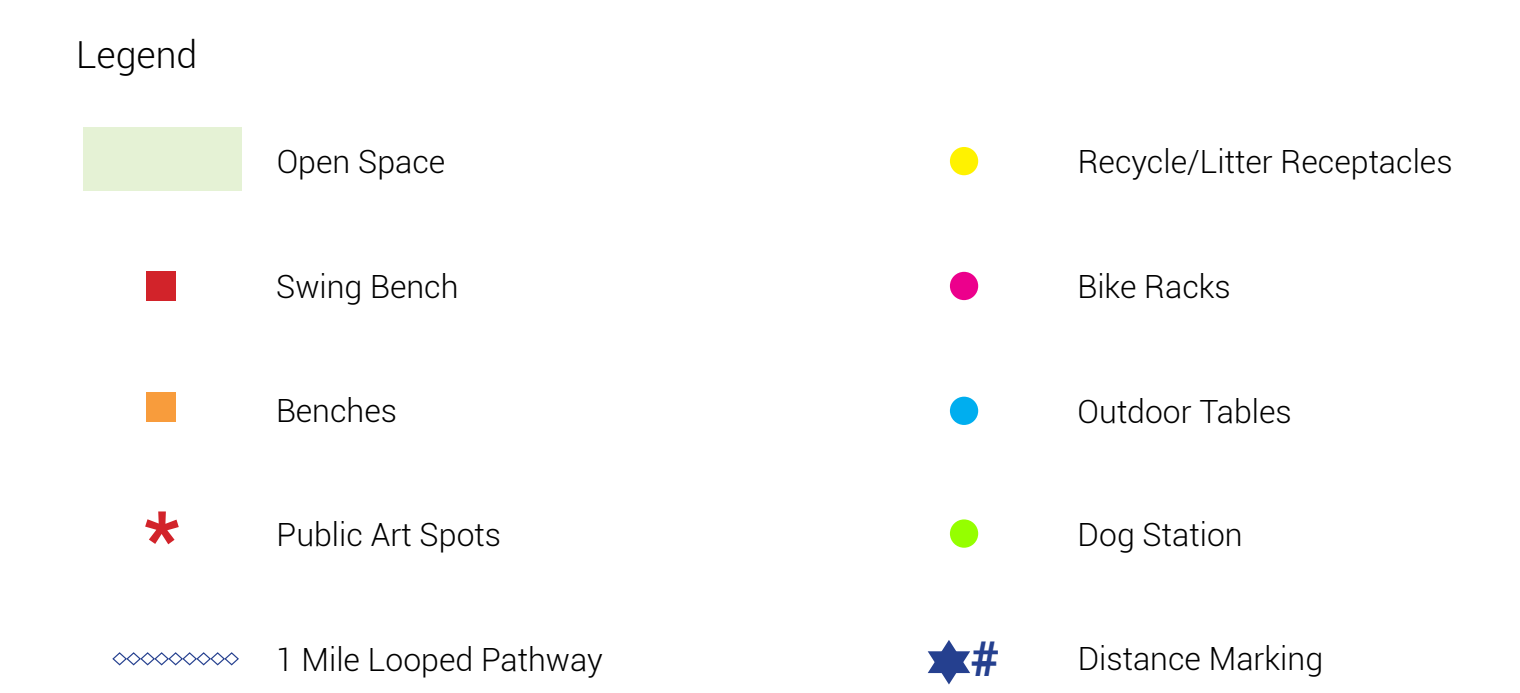 Legend
Open Space
Swing Bench
Benches
Public Art Spots
1 Mile Looped Pathway
Recycle/Litter Receptacles
Bike Racks
Outdoor Tables
Dog Station
#
Distance Marking